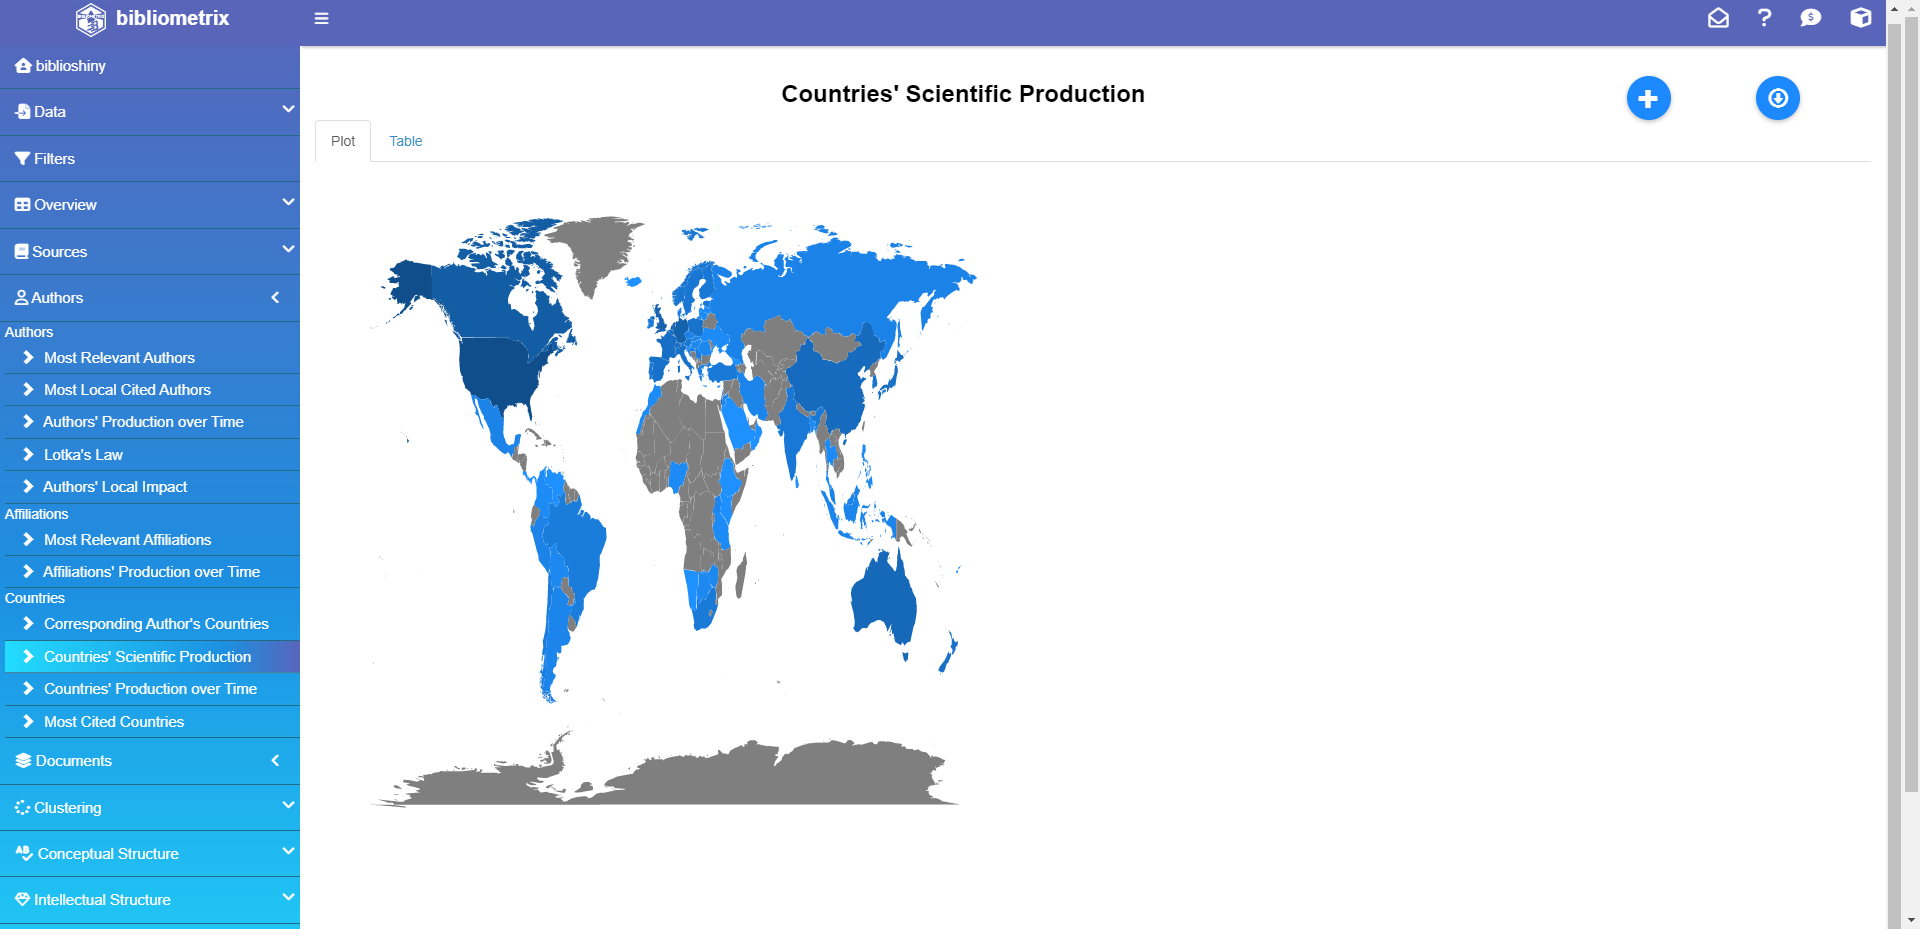 bibliometrix
biblioshiny
Data
Filters
Overview
Sources
Authors
Authors
Most Relevant Authors
Most Local Cited Authors
Authors' Production over Time
Lotka's Law
Authors' Local Impact
Affiliations
Most Relevant Affiliations
Affiliations' Production over Time
Countries
Corresponding Author's Countries
Countries' Scientific Production
Countries' Production over Time
Most Cited Countries
Documents
Clustering
Conceptual Structure
Intellectual Structure
Countries' Scientific Production
Plot
Table